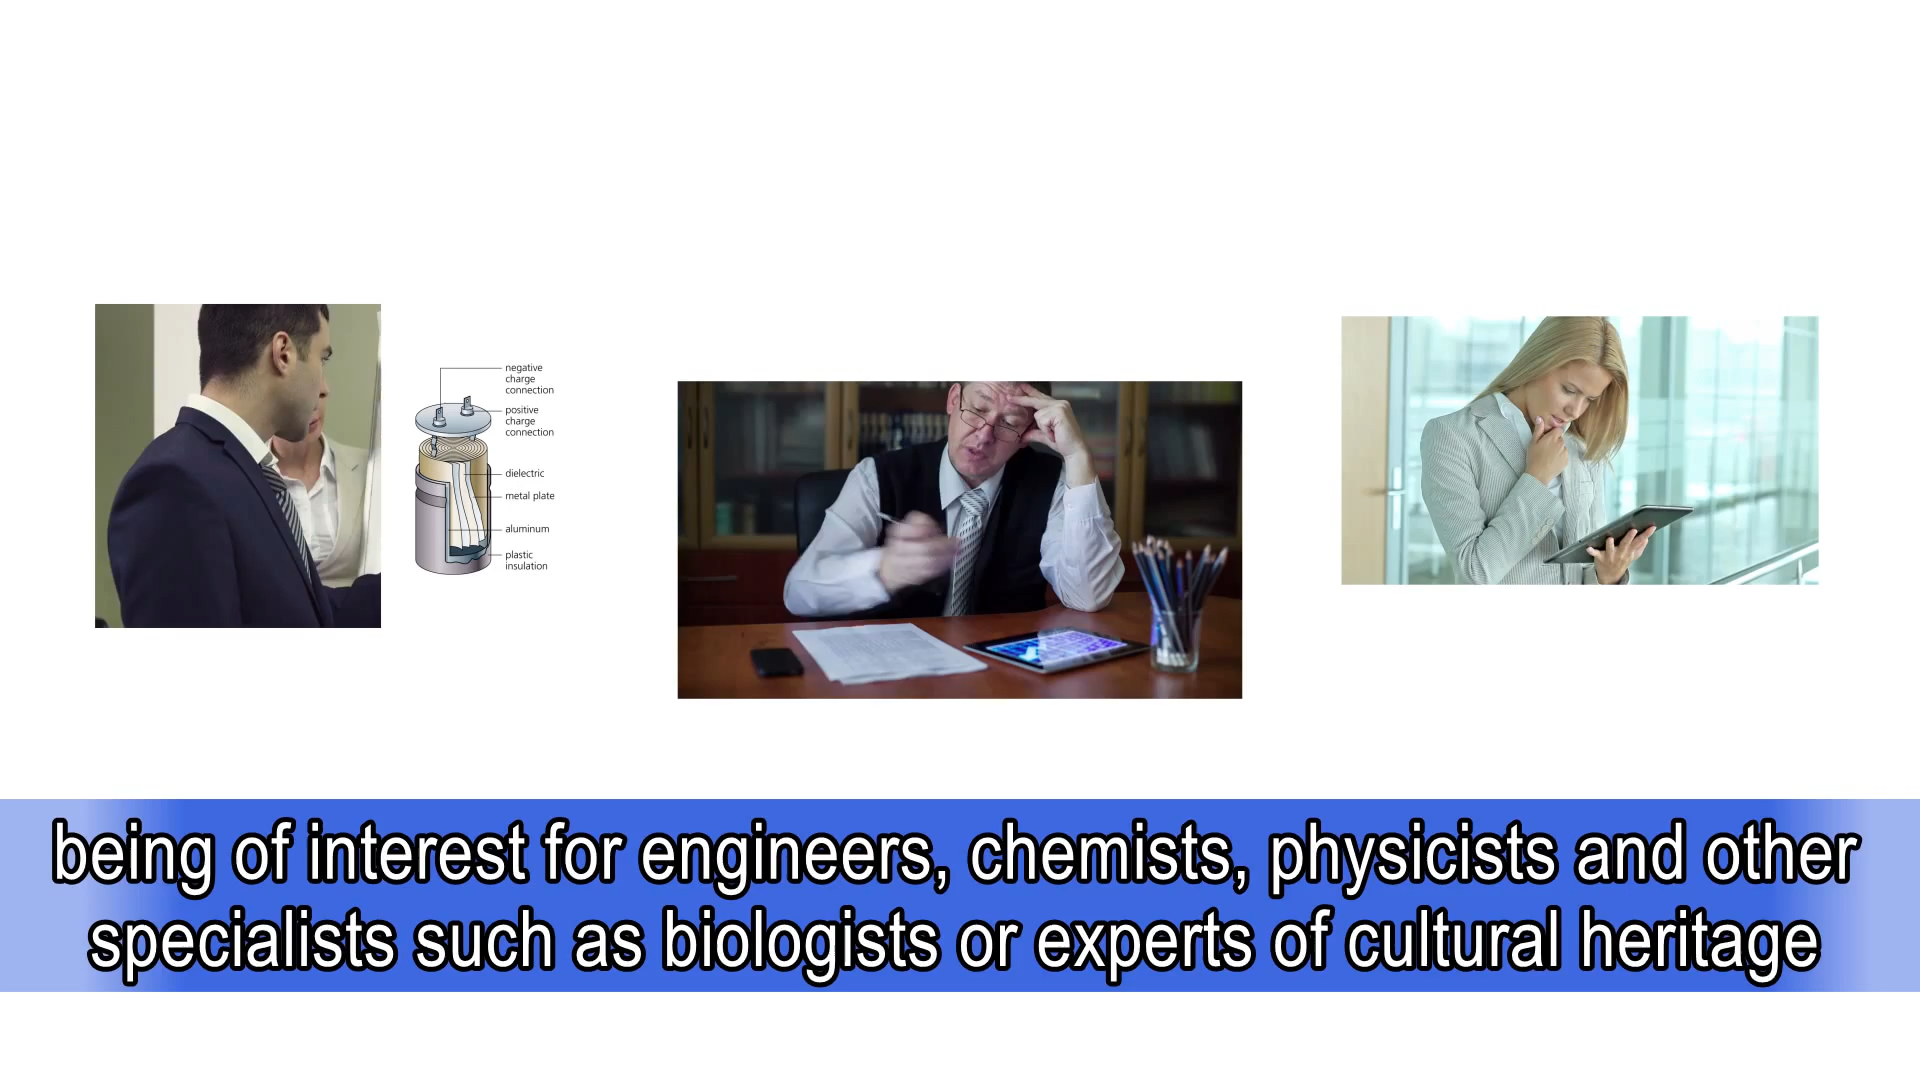 negative
charge
connection
positive
charge
connection
dielectric
metal plate
aluminum
plastic
insulation
being of interest for engineers, chemists, physicists and other
specialists such as biologists or experts of cultural heritage